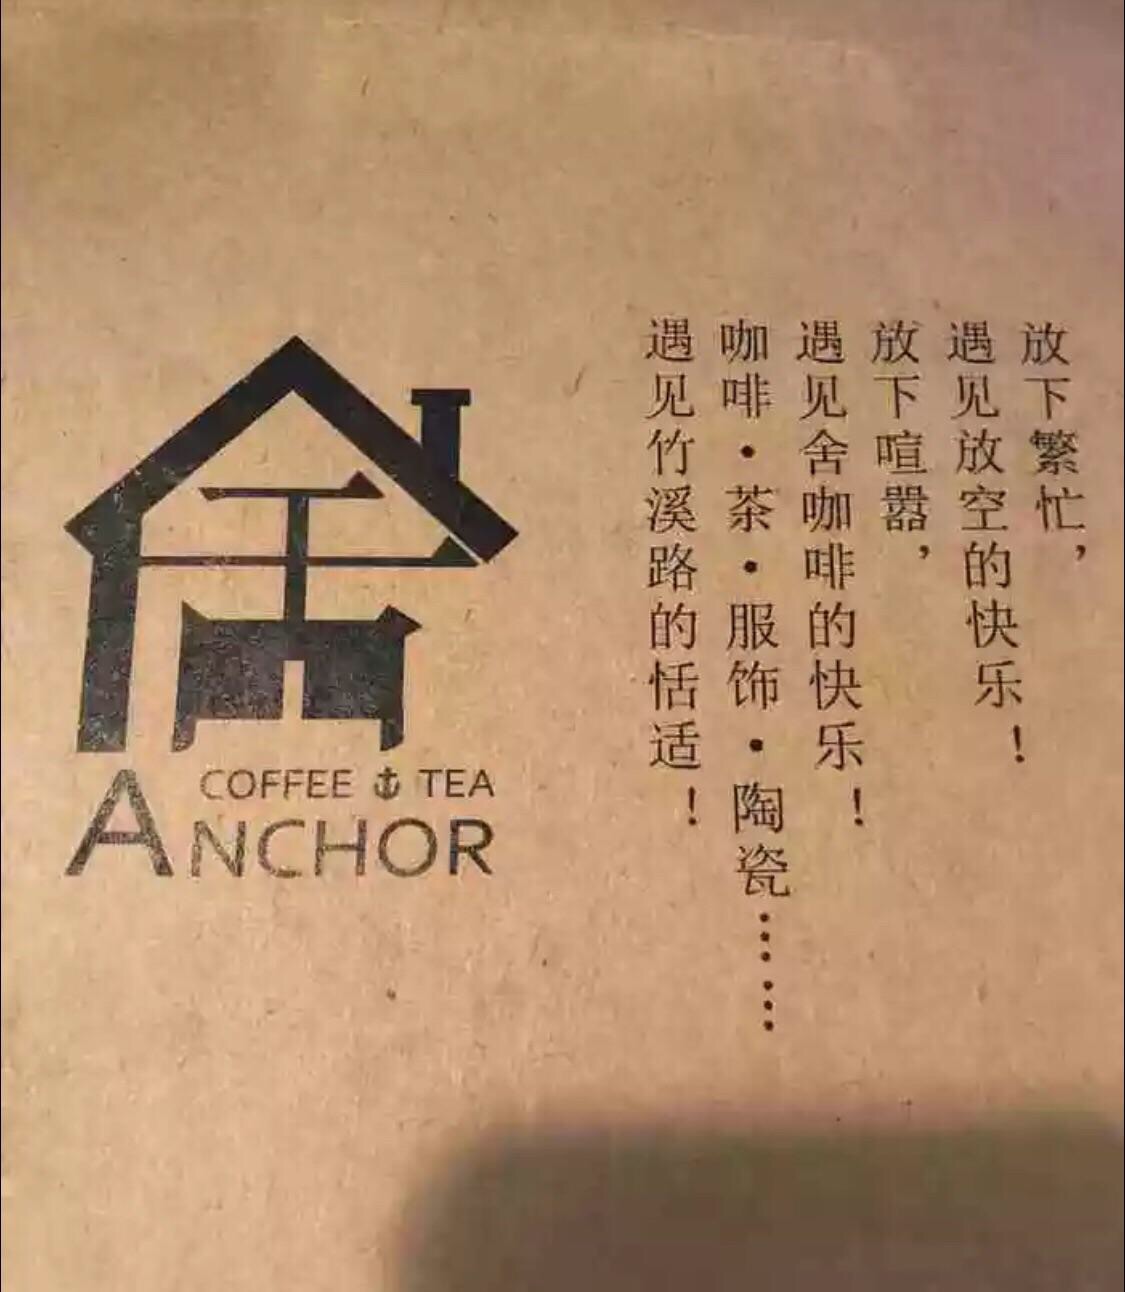 放下繁忙，
遇见放空的快乐！
放下喧嚣，
遇见舍咖啡的快乐！
咖啡·茶·服饰·陶瓷……
遇见竹溪路的恬适！
舍
COFFEE TEA
ANCHOR